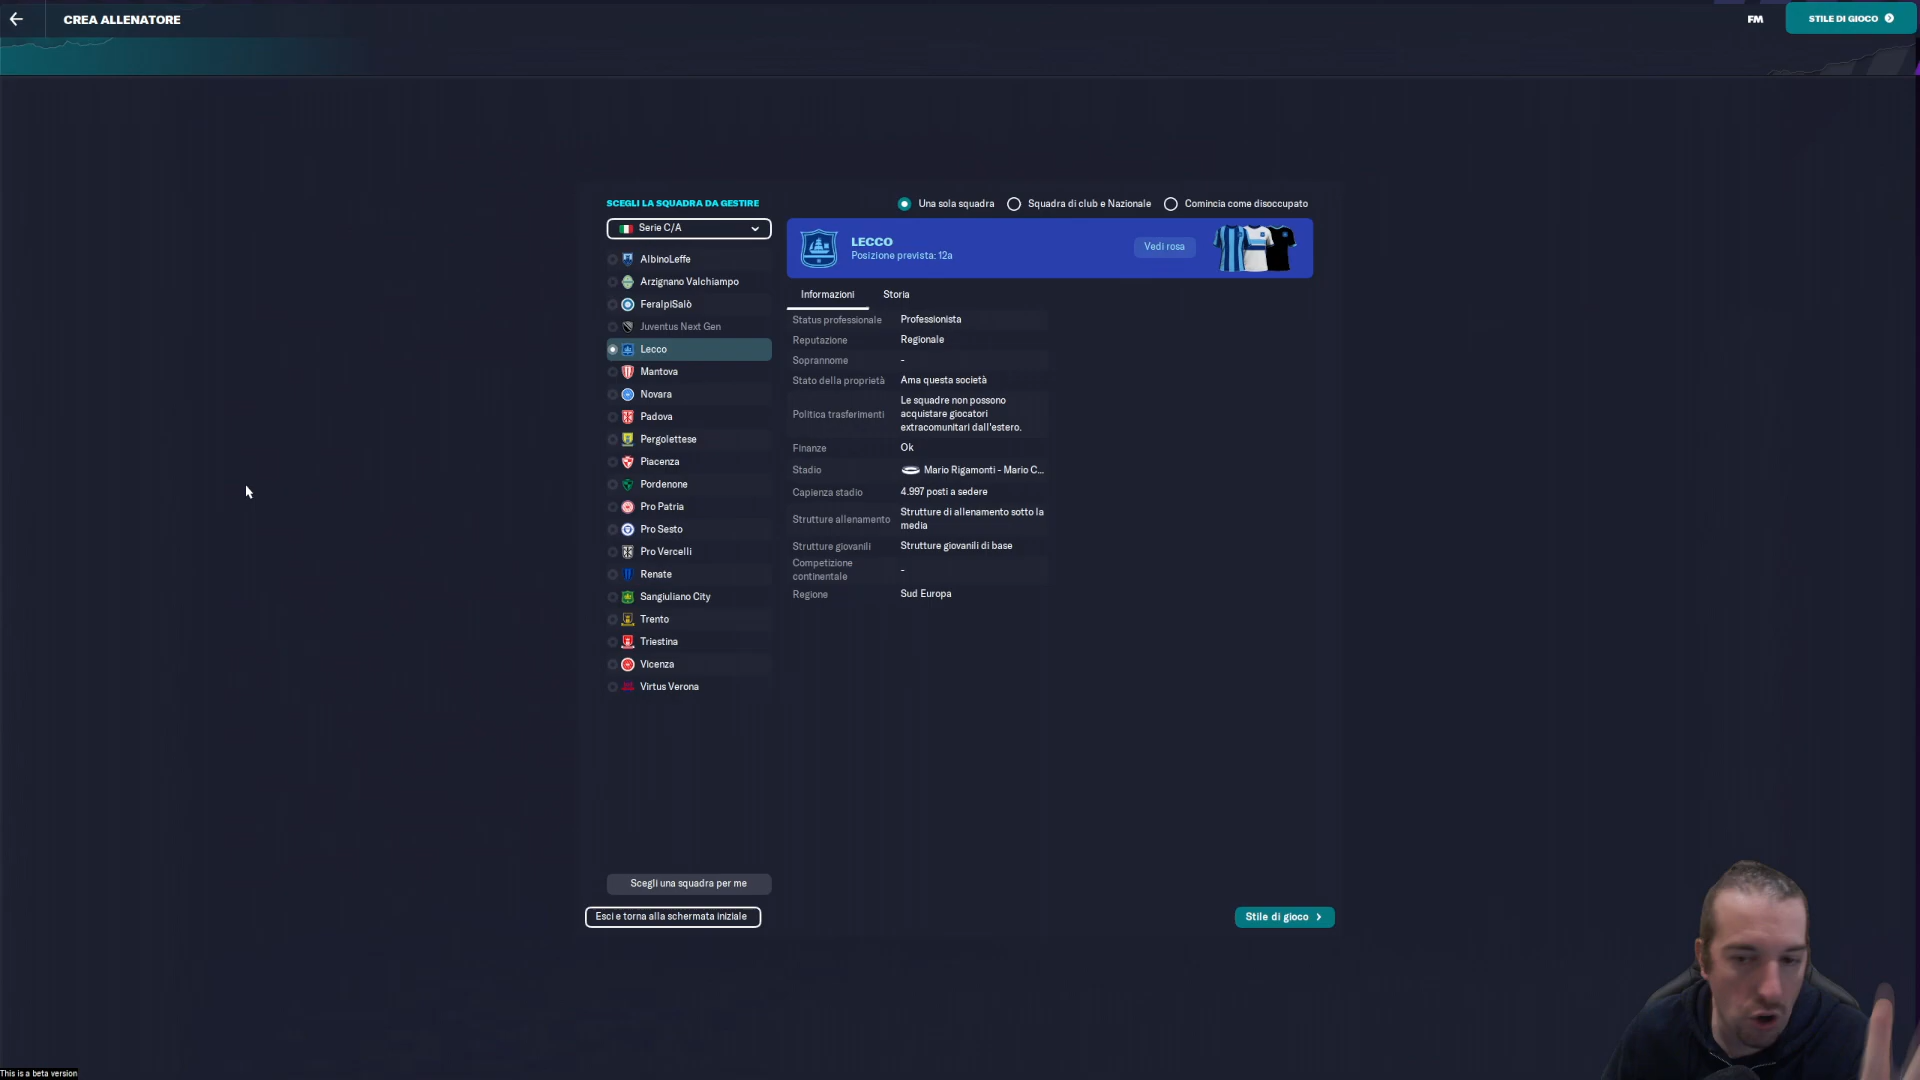 CREA ALLENATORE
FM
STILE DI GIOCO
SCEGLI LA SQUADRA DA GESTIRE
Una sola squadra
Squadra di club e Nazionale
Comincia come disoccupato
Serie C/A
AlbinoLeffe
Arzignano Valchiampo
FeralpiSalò
Juventus Next Gen
Lecco
Mantova
Novara
Padova
Pergolettese
Piacenza
Pordenone
Pro Patria
Pro Sesto
Pro Vercelli
Renate
Sangiuliano City
Trento
Triestina
Vicenza
Virtus Verona
LECCO
Posizione prevista: 12a
Vedi rosa
Informazioni
Storia
Status professionale
Professionista
Reputazione
Regionale
Soprannome
-
Stato della proprietà
Ama questa società
Politica trasferimenti
Le squadre non possono
acquistare giocatori
extracomunitari dall'estero.
Finanze
Ok
Stadio
Mario Rigamonti - Mario C...
Capienza stadio
4.997 posti a sedere
Strutture allenamento
Strutture di allenamento sotto la
media
Strutture giovanili
Strutture giovanili di base
Competizione
continentale
-
Regione
Sud Europa
Scegli una squadra per me
Esci e torna alla schermata iniziale
Stile di gioco
This is a beta version